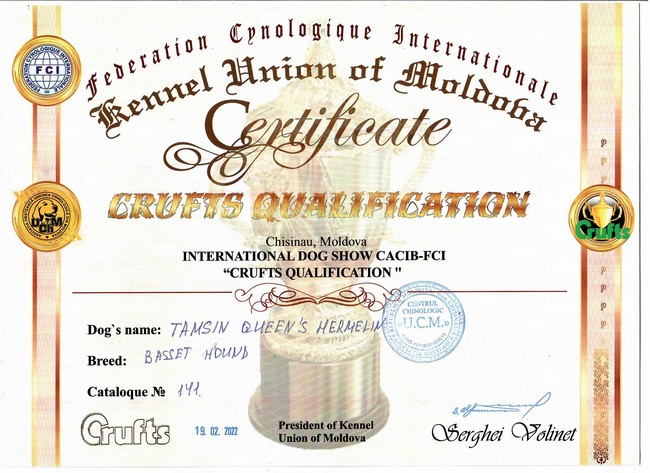 Federation Cynologique Internationale
Kennel Union of Moldova
Certificate
CRUFTS QUALIFICATION
Chisinau, Moldova
INTERNATIONAL DOG SHOW CACIB-FCI
“CRUFTS QUALIFICATION "
Dog`s name: TAMSIN QUEEN'S HERMELIN
Breed: BASSET HOUND
Catalogue № 141.
Crufts
19. 02. 2022
President of Kennel
Union of Moldova
Serghei Volinet
FCI
U.C.M
Ch
Crufts
CENTRUL
CHINOLOGIC
«U.C.M.»